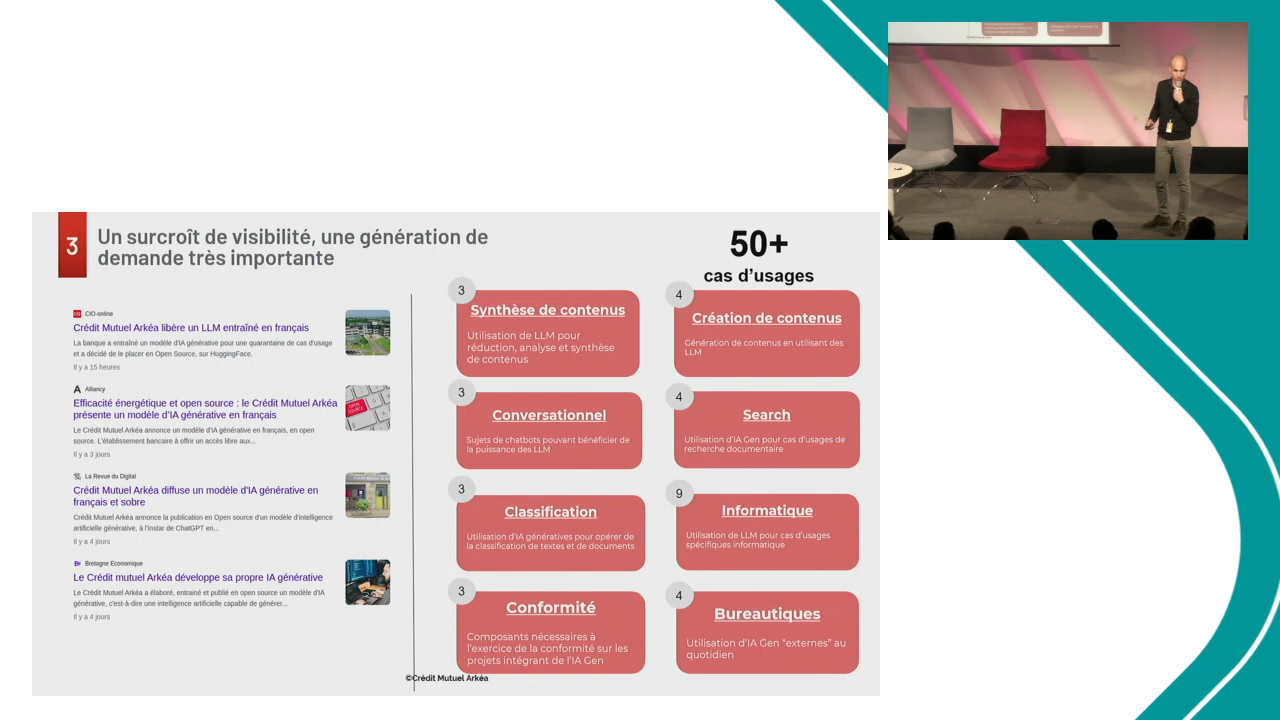 3
Un surcroît de visibilité, une génération de
demande très importante
CIO-online
Crédit Mutuel Arkéa libère un LLM entraîné en français
La banque a entraîné un modèle d'IA générative pour une quarantaine de cas d'usage
et a décidé de le placer en Open Source, sur HuggingFace.
Il y a 15 heures
Alliancy
Efficacité énergétique et open source : le Crédit Mutuel Arkéa
présente un modèle d'IA générative en français
Le Crédit Mutuel Arkéa annonce un modèle d'IA générative en français, en open
source. L'établissement bancaire à offrir un accès libre aux...
Il y a 3 jours
OPEN
SOURCE
La Revue du Digital
Crédit Mutuel Arkéa diffuse un modèle d'IA générative en
français et sobre
Crédit Mutuel Arkéa annonce la publication en Open source d'un modèle d'intelligence
artificielle générative, à l'instar de ChatGPT en...
Il y a 4 jours
Bretagne Economique
Le Crédit mutuel Arkéa développe sa propre IA générative
Le Crédit Mutuel Arkéa a élaboré, entrainé et publié en open source un modèle d'IA
générative, c'est-à-dire une intelligence artificielle capable de générer...
Il y a 4 jours
50+
cas d'usages
3
Synthèse de contenus
Utilisation de LLM pour
réduction, analyse et synthèse
de contenus
4
Création de contenus
Génération de contenus en utilisant des
LLM
3
Conversationnel
Sujets de chatbots pouvant bénéficier de
la puissance des LLM
4
Search
Utilisation d'IA Gen pour cas d'usages de
recherche documentaire
3
Classification
Utilisation d'IA génératives pour opérer de
la classification de textes et de documents
9
Informatique
Utilisation de LLM pour cas d'usages
spécifiques informatique
3
Conformité
Composants nécessaires à
l'exercice de la conformité sur les
projets intégrant de l'IA Gen
4
Bureautiques
Utilisation d'IA Gen "externes" au
quotidien
©Crédit Mutuel Arkéa